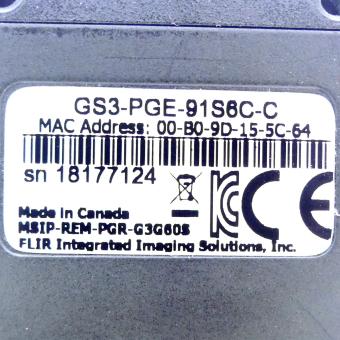 GS3-PGE-91S6C-C
MAC Address: 00-B0-9D-15-5C-64
sn 18177124
Made in Canada
MSIP-REM-PGR-G3G60S
FLIR Integrated Imaging Solutions, Inc.